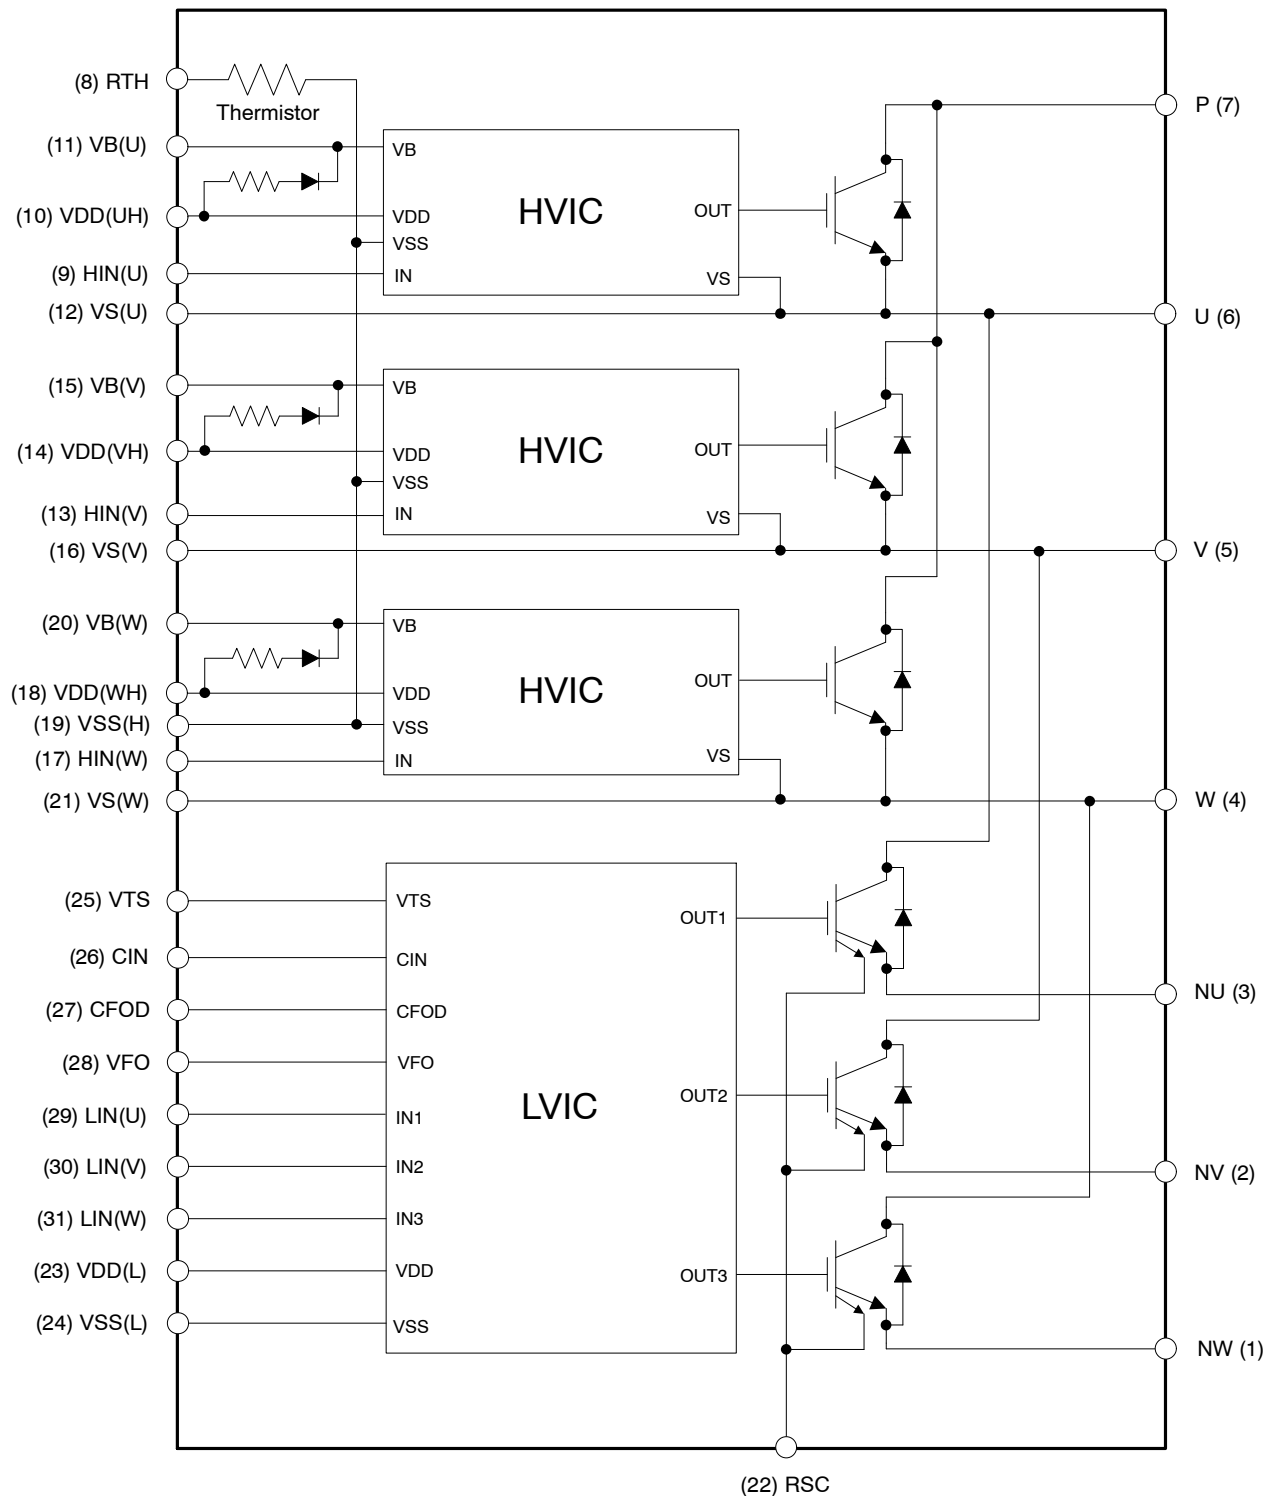 (8) RTH
Thermistor
P (7)
(11) VB(U)
VB
(10) VDD(UH)
VDD
HVIC
OUT
VSS
(9) HIN(U)
IN
VS
(12) VS(U)
U (6)
(15) VB(V)
VB
(14) VDD(VH)
VDD
HVIC
OUT
VSS
(13) HIN(V)
IN
VS
(16) VS(V)
V (5)
(20) VB(W)
VB
(18) VDD(WH)
VDD
HVIC
OUT
(19) VSS(H)
VSS
(17) HIN(W)
IN
VS
(21) VS(W)
W (4)
(25) VTS
VTS
OUT1
(26) CIN
CIN
NU (3)
(27) CFOD
CFOD
(28) VFO
VFO
LVIC
OUT2
(29) LIN(U)
IN1
(30) LIN(V)
IN2
NV (2)
(31) LIN(W)
IN3
(23) VDD(L)
VDD
OUT3
(24) VSS(L)
VSS
NW (1)
(22) RSC